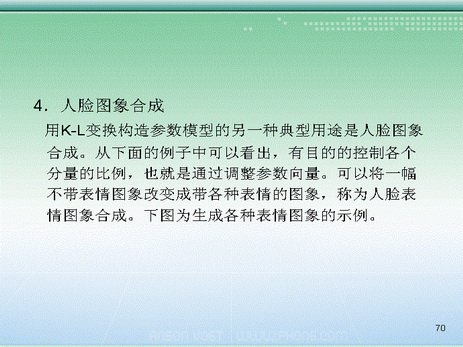 4．人脸图象合成
用K-L变换构造参数模型的另一种典型用途是人脸图象
合成。从下面的例子中可以看出，有目的的控制各个
分量的比例，也就是通过调整参数向量。可以将一幅
不带表情图象改变成带各种表情的图象，称为人脸表
情图象合成。下图为生成各种表情图象的示例。
70